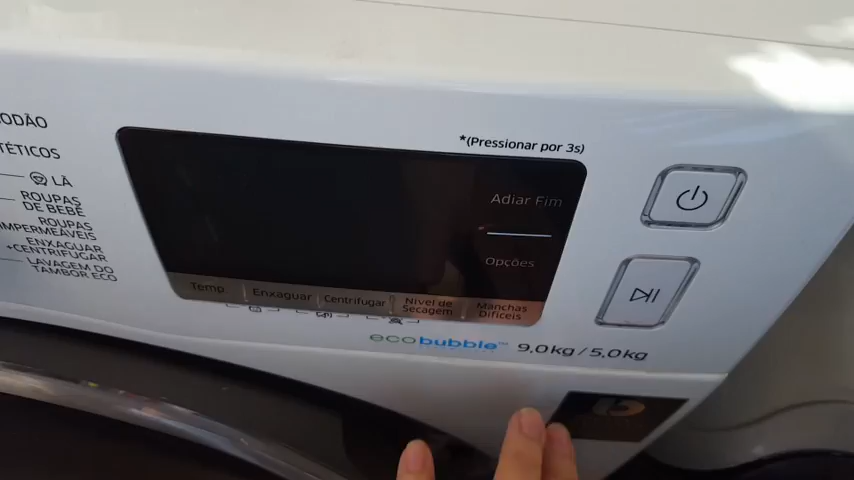 ODÃO
TÉTICOS
LÃ
ROUPAS
DE BEBÊ
ROUPAS
IMPERMEÁVEIS
ENXAGUAR
+CENTRIFUGAR
LAVAGEM DO
TAMBOR ECO
*(Pressionar por 3s)
Adiar Fim
Opções
Temp.
Enxaguar
Centrifugar
Nível de
Secagem
Manchas
Difíceis
ecobubble™ 9,0kg/5,0kg